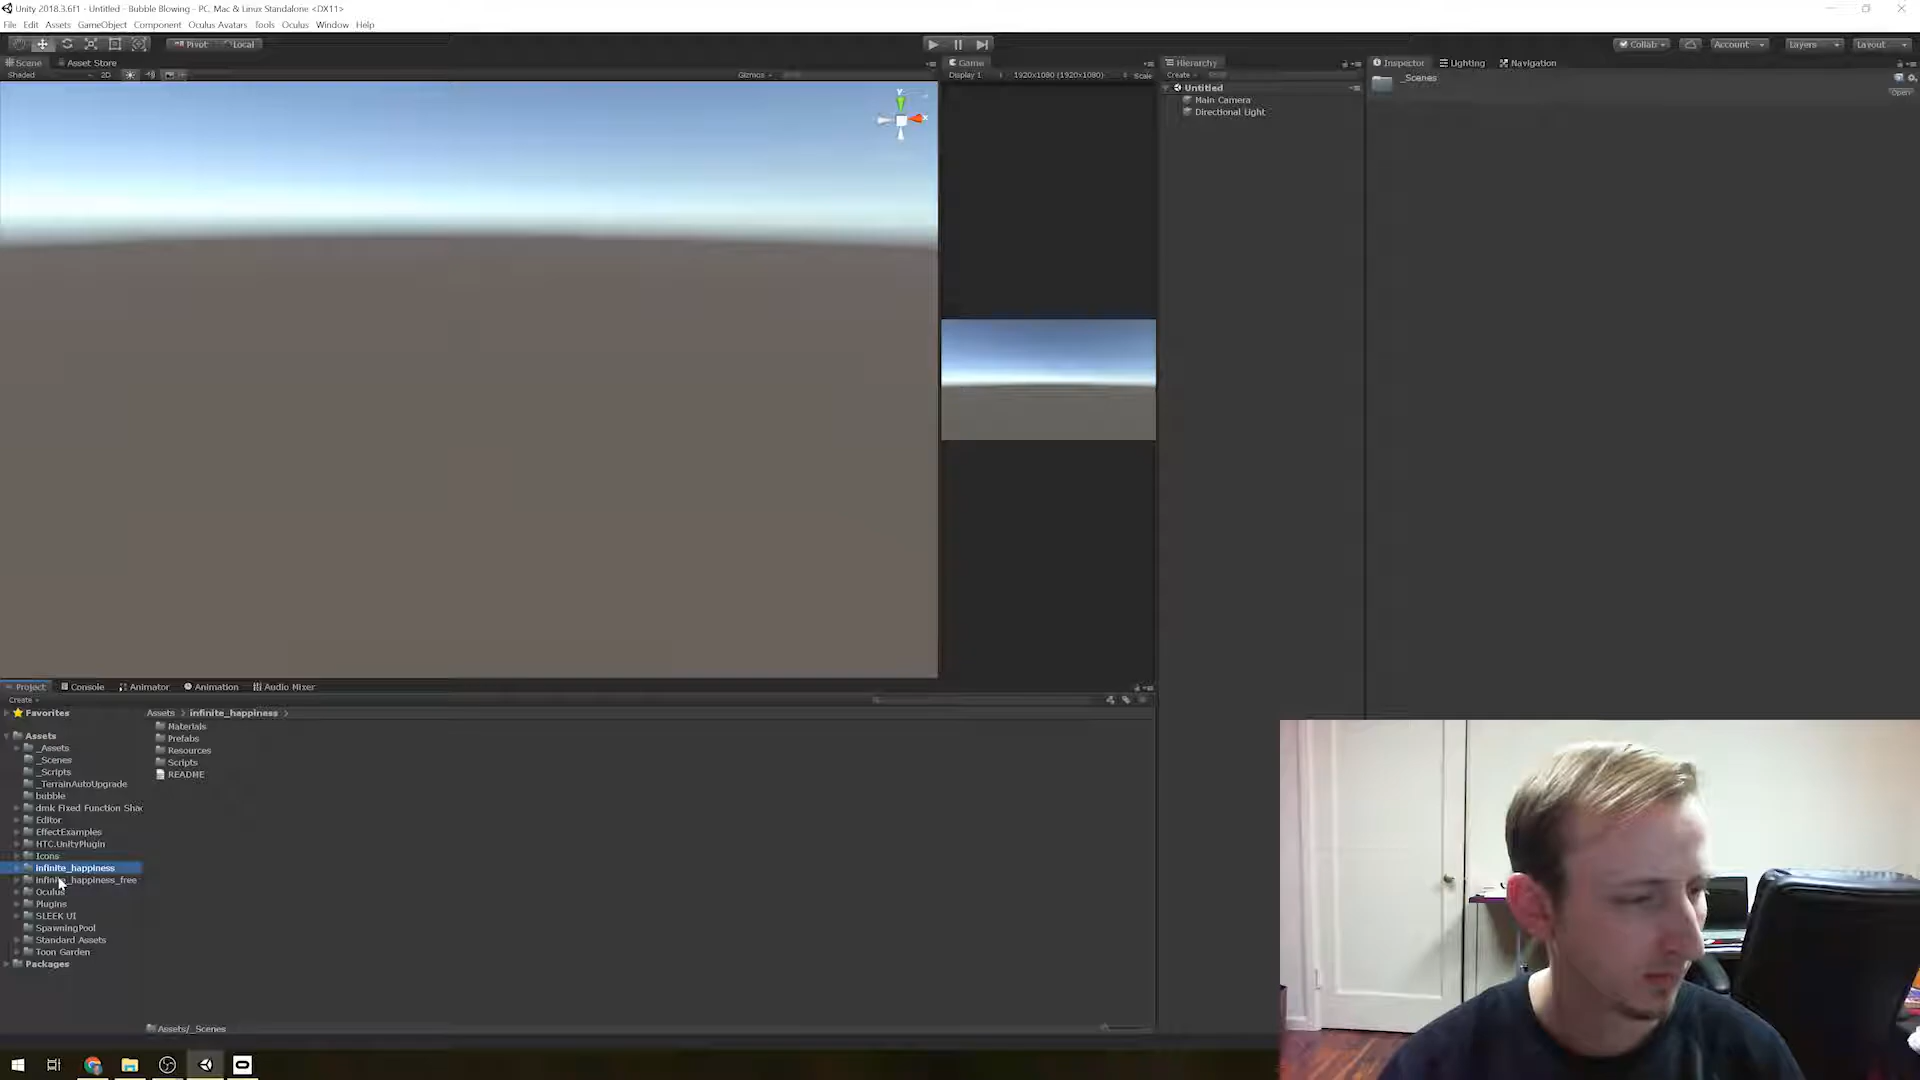 Unity 2018.3.6f1 - Untitled - Bubble Blowing - PC, Mac & Linux Standalone <DX11>
File Edit Assets GameObject Component Oculus Avatars Tools Oculus Window Help
Pivot Local Collab Account Layers Layout
Scene Asset Store Game Hierarchy Inspector Lighting Navigation
Shaded 2D Gizmos Display 1 1920x1080 (1920x1080) Scale Create _Scenes
Open
Untitled
Main Camera
Directional Light
Project Console Animator Animation Audio Mixer
Create
Favorites
Assets > infinite_happiness >
Materials
Prefabs
Resources
Scripts
README
Assets
_Assets
_Scenes
_Scripts
_TerrainAutoUpgrade
bubble
dmk Fixed Function Shac
Editor
EffectExamples
HTC.UnityPlugin
Icons
infinite_happiness
infinite_happiness_free
Oculus
Plugins
SLEEK UI
SpawningPool
Standard Assets
Toon Garden
Packages
Assets/_Scenes